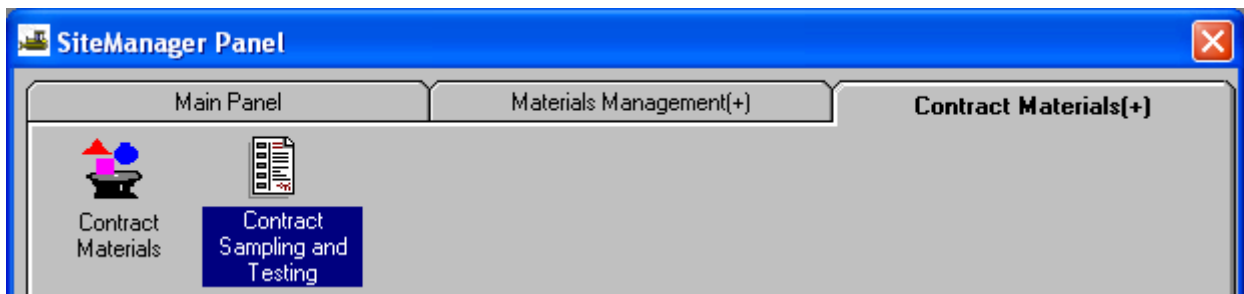 SiteManager Panel
Main Panel
Materials Management(+)
Contract Materials(+)
Contract
Materials
Contract
Sampling and
Testing